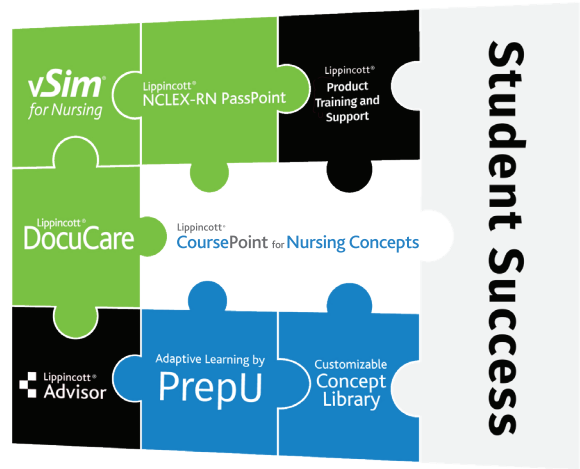 vSim®
for Nursing
Lippincott®
NCLEX-RN PassPoint
Lippincott®
Product
Training and
Support
Lippincott®
DocuCare
Lippincott®
CoursePoint for Nursing Concepts
Lippincott®
Advisor
Adaptive Learning by
PrepU
Customizable
Concept
Library
Student Success